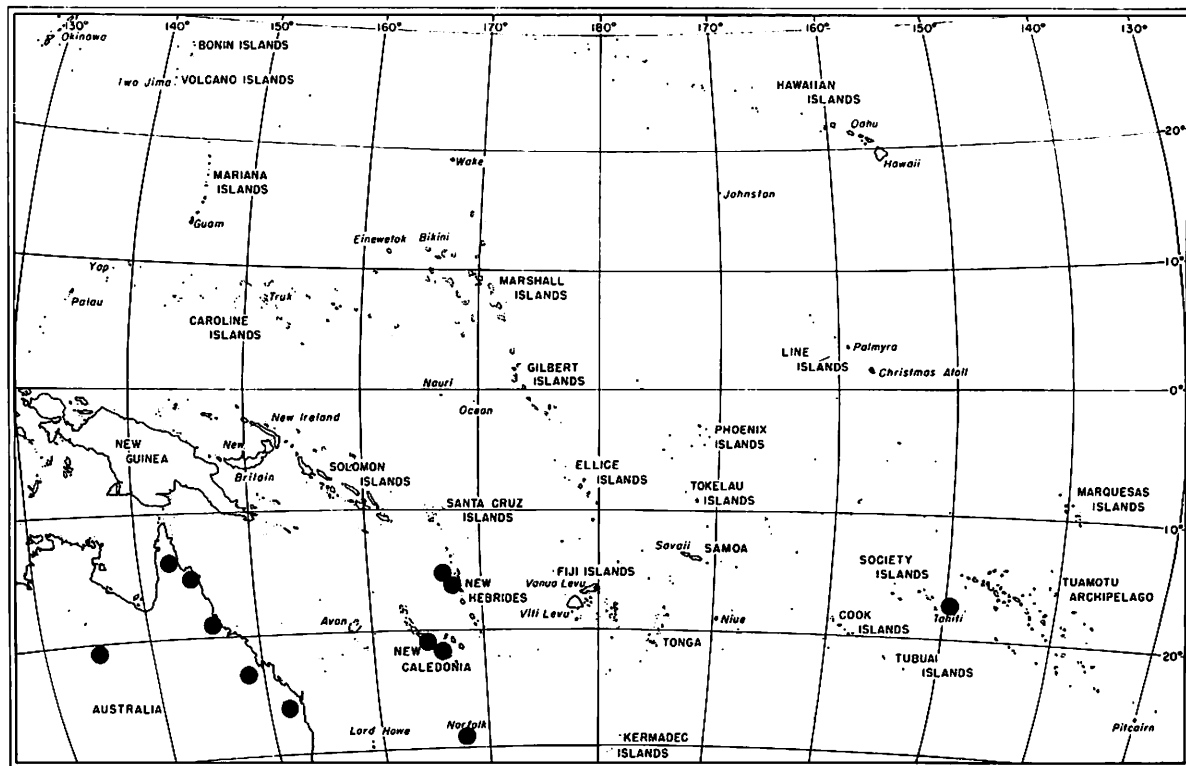 130° 140° 150° 160° 170° 180° 170° 160° 150° 140° 130°
Okinawa
BONIN ISLANDS
Iwo Jima VOLCANO ISLANDS
HAWAIIAN
ISLANDS
Oahu
20°
Hawaii
Wake
MARIANA
ISLANDS
Johnston
Guam
Einewetok Bikini
Yap
10°
MARSHALL
ISLANDS
Palau
Truk
CAROLINE
ISLANDS
LINE
ISLANDS
Palmyra
Christmas Atoll
GILBERT
ISLANDS
Nauri
0°
Ocean
New Ireland
NEW
GUINEA
New
Britain
PHOENIX
ISLANDS
SOLOMON
ISLANDS
ELLICE
ISLANDS
TOKELAU
ISLANDS
SANTA CRUZ
ISLANDS
MARQUESAS
ISLANDS
10°
Savaii SAMOA
FIJI ISLANDS
Vanua Levu
Viti Levu
SOCIETY
ISLANDS
NEW
HEBRIDES
TUAMOTU
ARCHIPELAGO
Avon
Niue
COOK
ISLANDS
Tahiti
TONGA
NEW
CALEDONIA
TUBUAI
ISLANDS
20°
AUSTRALIA
Lord Howe
Norfolk
KERMADEC
ISLANDS
Pitcairn